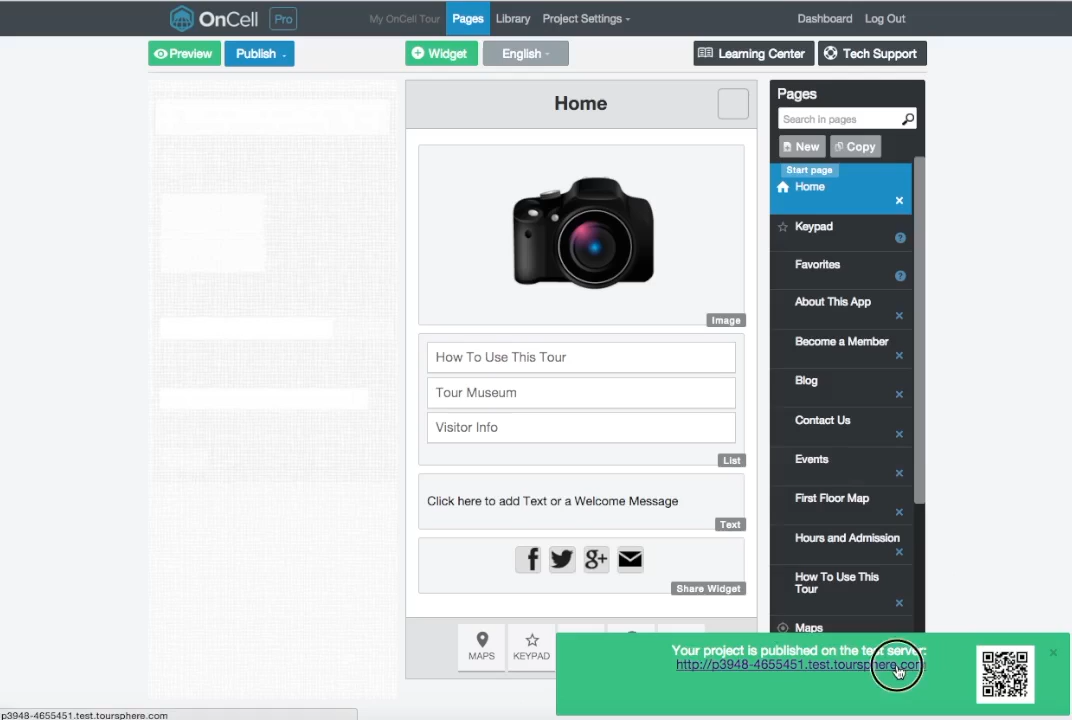 OnCell Pro
My OnCell Tour Pages Library Project Settings
Dashboard Log Out
Preview Publish
Widget English
Learning Center Tech Support
Home
Image
How To Use This Tour
Tour Museum
Visitor Info
List
Click here to add Text or a Welcome Message
Text
Share Widget
MAPS KEYPAD
Pages
Search in pages
New Copy
Start page
Home
Keypad
Favorites
About This App
Become a Member
Blog
Contact Us
Events
First Floor Map
Hours and Admission
How To Use This
Tour
Maps
Your project is published on the test server:
http://p3948-4655451.test.toursphere.com
p3948-4655451.test.toursphere.com